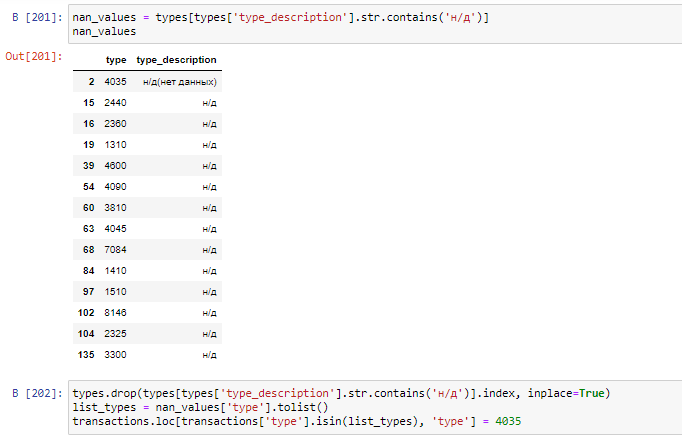 B [201]: nan_values = types[types['type_description'].str.contains('н/д')]
nan_values
Out[201]:
type type_description
2 4035 н/д(нет данных)
15 2440 н/д
16 2360 н/д
19 1310 н/д
39 4600 н/д
54 4090 н/д
60 3810 н/д
63 4045 н/д
68 7084 н/д
84 1410 н/д
97 1510 н/д
102 8146 н/д
104 2325 н/д
135 3300 н/д
B [202]: types.drop(types[types['type_description'].str.contains('н/д')].index, inplace=True)
list_types = nan_values['type'].tolist()
transactions.loc[transactions['type'].isin(list_types), 'type'] = 4035